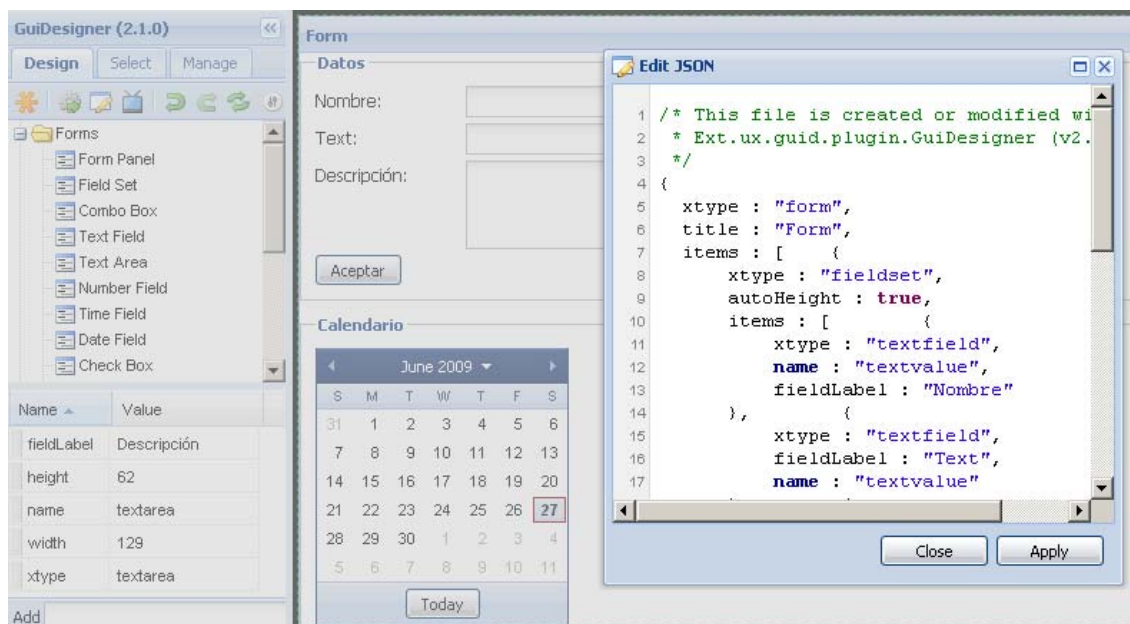 GuiDesigner (2.1.0)
Design Select Manage
Forms
Form Panel
Field Set
Combo Box
Text Field
Text Area
Number Field
Time Field
Date Field
Check Box
Name Value
fieldLabel Descripción
height 62
name textarea
width 129
xtype textarea
Add
Form
Datos
Nombre:
Text:
Descripción:
Aceptar
Calendario
June 2009
S M T W T F S
31 1 2 3 4 5 6
7 8 9 10 11 12 13
14 15 16 17 18 19 20
21 22 23 24 25 26 27
28 29 30 1 2 3 4
5 6 7 8 9 10 11
Today
Edit JSON
1 /* This file is created or modified wi
2 * Ext.ux.guid.plugin.GuiDesigner (v2.
3 */
4 {
5 xtype : "form",
6 title : "Form",
7 items : [ {
8 xtype : "fieldset",
9 autoHeight : true,
10 items : [ {
11 xtype : "textfield",
12 name : "textvalue",
13 fieldLabel : "Nombre"
14 }, {
15 xtype : "textfield",
16 fieldLabel : "Text",
17 name : "textvalue"
Close Apply